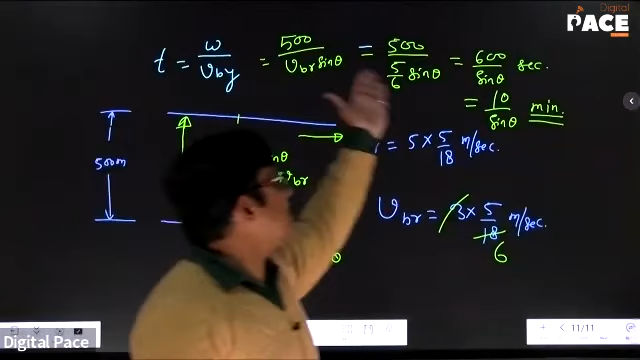 Digital
PACE
t = w / v_by = 500 / v_br sinθ = 500 / (5/6 sinθ) = 600 / sinθ sec.
= 10 / sinθ min.
500m
= 5 × 5/18 m/sec.
v_br
v_br = 3 × 5/18 m/sec.
6
11/11
Digital Pace